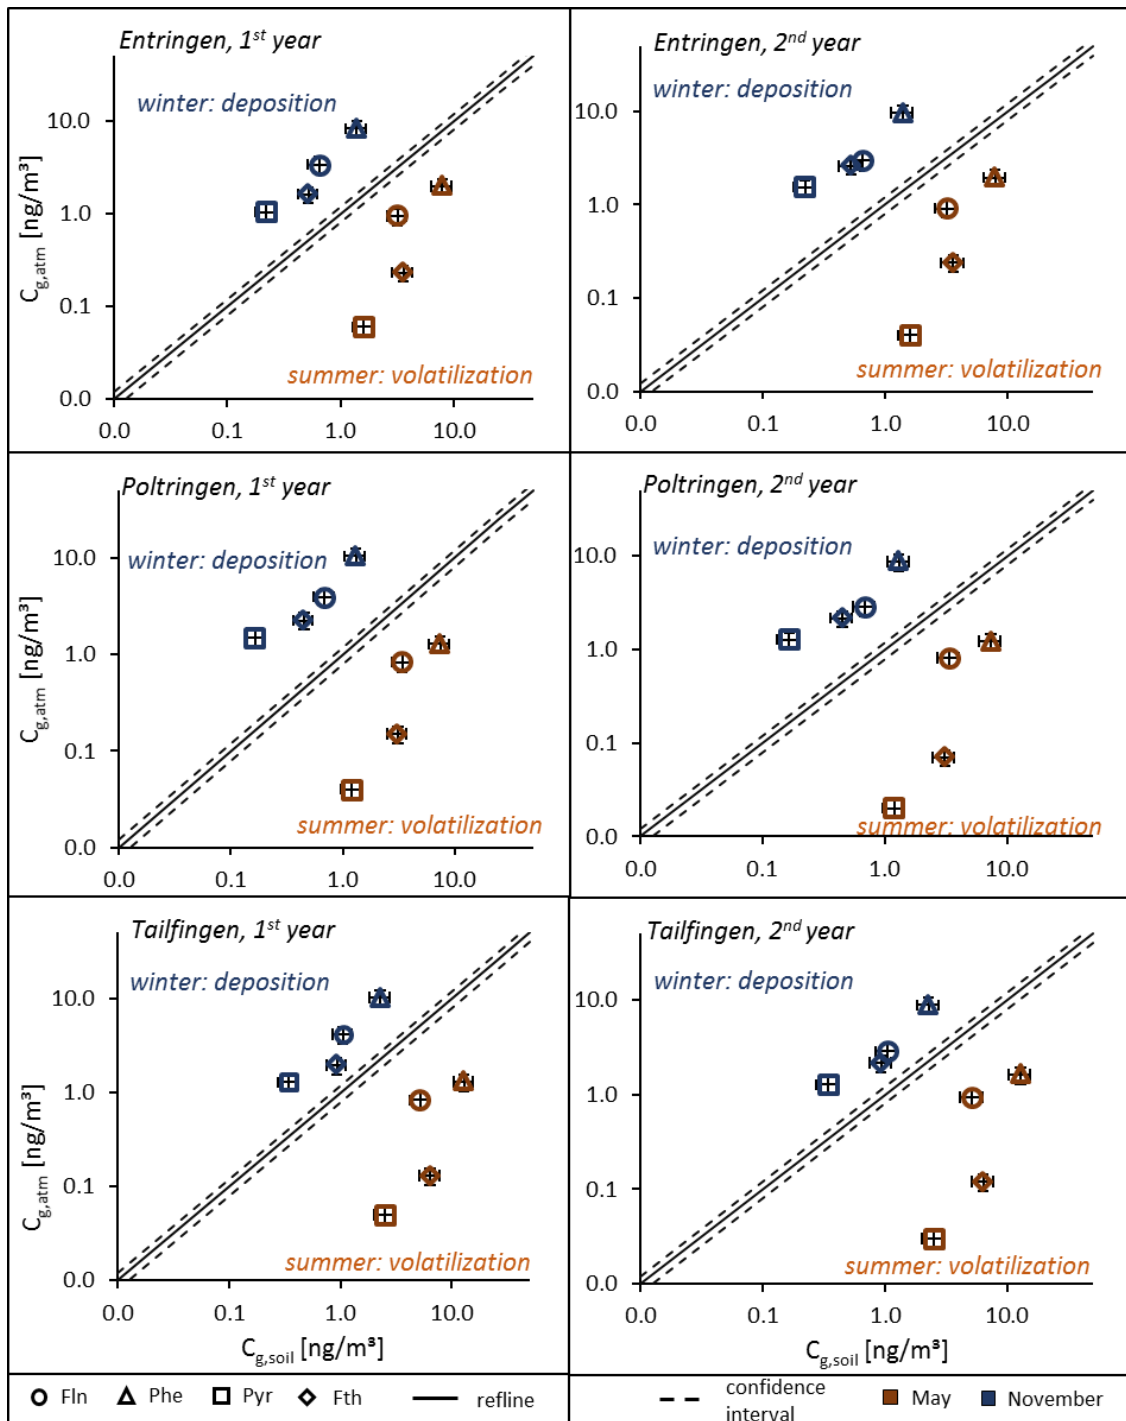 Entringen, 1st year
winter: deposition
10.0
1.0
0.1
0.0
Cg,atm [ng/m³]
summer: volatilization
0.0 0.1 1.0 10.0
Entringen, 2nd year
winter: deposition
10.0
1.0
0.1
0.0
summer: volatilization
0.0 0.1 1.0 10.0
Poltringen, 1st year
winter: deposition
10.0
1.0
0.1
0.0
Cg,atm [ng/m³]
summer: volatilization
0.0 0.1 1.0 10.0
Poltringen, 2nd year
winter: deposition
10.0
1.0
0.1
0.0
summer: volatilization
0.0 0.1 1.0 10.0
Tailfingen, 1st year
winter: deposition
10.0
1.0
0.1
0.0
Cg,atm [ng/m³]
summer: volatilization
0.0 0.1 1.0 10.0
Cg,soil [ng/m³]
Tailfingen, 2nd year
winter: deposition
10.0
1.0
0.1
0.0
summer: volatilization
0.0 0.1 1.0 10.0
Cg,soil [ng/m³]
Fln Phe Pyr Fth refline
confidence
interval
May November